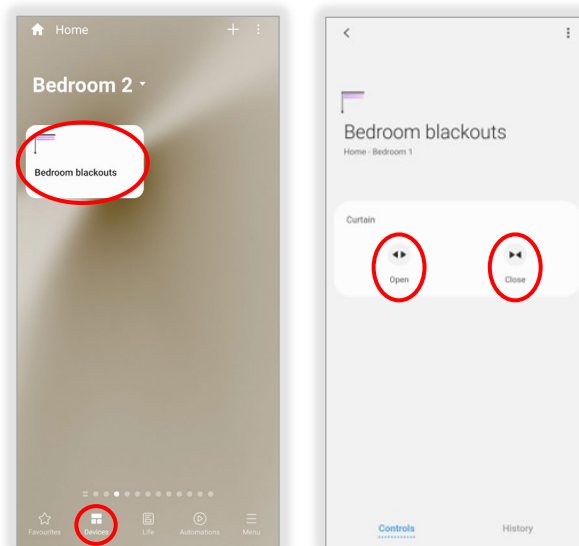 Home
Bedroom 2
Bedroom blackouts
Favourites
Devices
Life
Automations
Menu
Bedroom blackouts
Home - Bedroom 1
Curtain
Open
Close
Controls
History